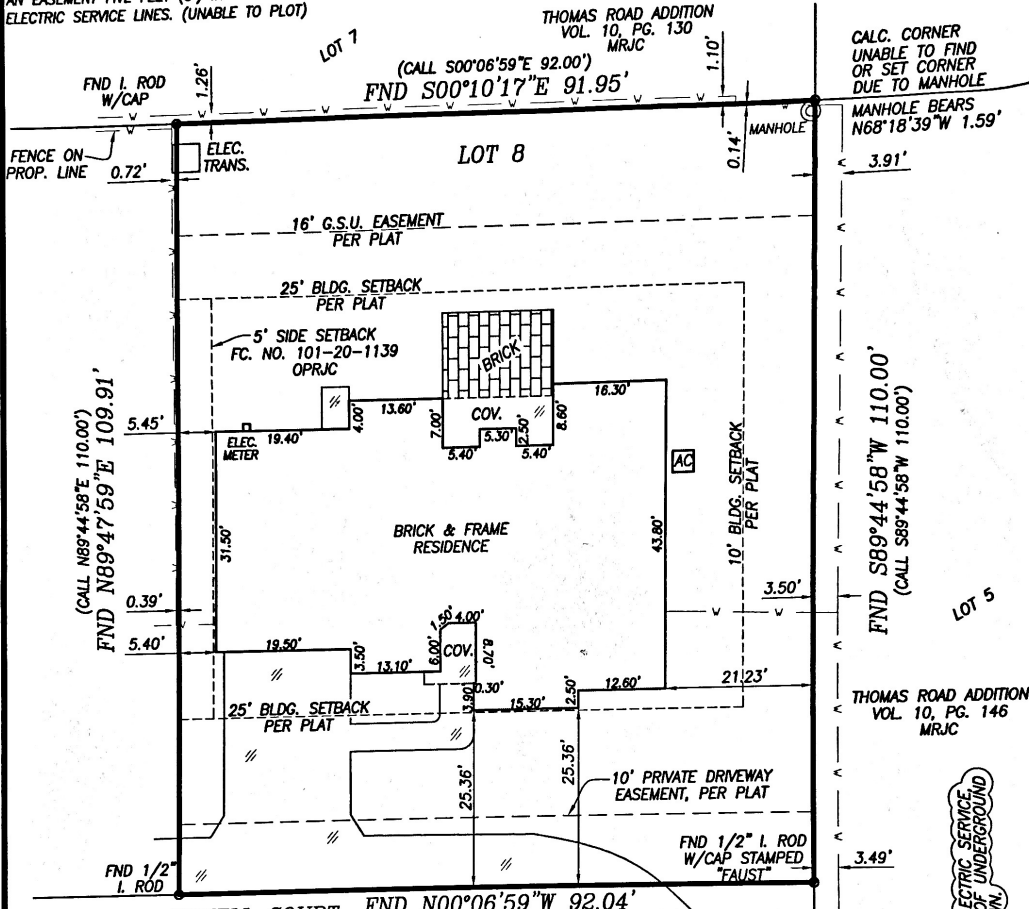 ELECTRIC SERVICE LINES. (UNABLE TO PLOT)
LOT 7
THOMAS ROAD ADDITION
VOL. 10, PG. 130
MRJC
CALC. CORNER
UNABLE TO FIND
OR SET CORNER
DUE TO MANHOLE
MANHOLE BEARS
N68°18'39"W 1.59'
FND I. ROD
W/CAP
1.26'
(CALL S00°06'59"E 92.00')
FND S00°10'17"E 91.95'
1.10'
MANHOLE
0.14'
FENCE ON
PROP. LINE
0.72'
ELEC.
TRANS.
LOT 8
3.91'
16' G.S.U. EASEMENT
PER PLAT
25' BLDG. SETBACK
PER PLAT
5' SIDE SETBACK
FC. NO. 101-20-1139
OPRJC
BRICK
COV.
16.30'
13.60'
4.00'
7.00'
8.60'
5.30'
2.50'
5.40'
5.40'
5.45'
19.40'
ELEC.
METER
AC
10' BLDG. SETBACK
PER PLAT
(CALL N89°44'58"E 110.00')
FND N89°47'59"E 109.91'
FND S89°44'58"W 110.00'
(CALL S89°44'58"W 110.00')
31.50'
BRICK & FRAME
RESIDENCE
43.80'
3.50'
LOT 5
0.39'
5.40'
19.50'
3.50'
13.10'
6.00'
1.50'
4.00'
COV.
8.70'
0.30'
3.90'
15.30'
2.50'
12.60'
21.23'
25' BLDG. SETBACK
PER PLAT
THOMAS ROAD ADDITION
VOL. 10, PG. 146
MRJC
25.36'
25.36'
10' PRIVATE DRIVEWAY
EASEMENT, PER PLAT
FND 1/2" I. ROD
W/CAP STAMPED
"FAUST"
3.49'
FND 1/2"
I. ROD
COURT
FND N00°06'59"W 92.04'
ECTRIC SERVICE,
OF UNDERGROUND